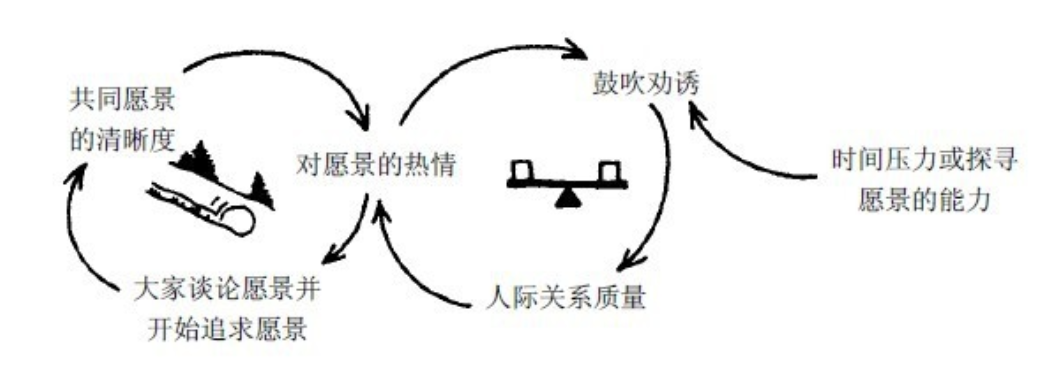 共同愿景
的清晰度
对愿景的热情
大家谈论愿景并
开始追求愿景
鼓吹劝诱
人际关系质量
时间压力或探寻
愿景的能力